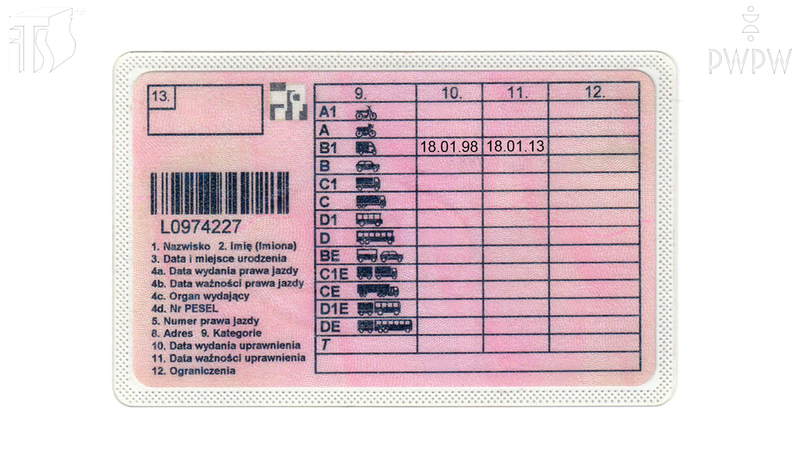 PWPW
13.
9. 10. 11. 12.
A1
A
B1 18.01.98 18.01.13
B
C1
C
D1
D
BE
C1E
CE
D1E
DE
T
L0974227
1. Nazwisko 2. Imię (Imiona)
3. Data i miejsce urodzenia
4a. Data wydania prawa jazdy
4b. Data ważności prawa jazdy
4c. Organ wydający
4d. Nr PESEL
5. Numer prawa jazdy
8. Adres 9. Kategorie
10. Data wydania uprawnienia
11. Data ważności uprawnienia
12. Ograniczenia